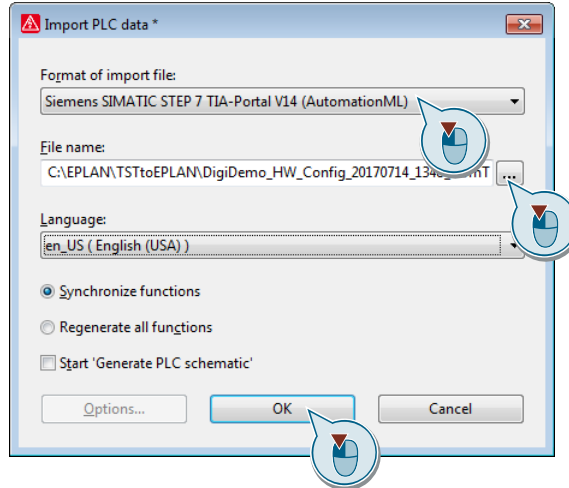 Import PLC data *
Format of import file:
Siemens SIMATIC STEP 7 TIA-Portal V14 (AutomationML)
File name:
C:\EPLAN\TSTtoEPLAN\DigiDemo_HW_Config_20170714_134
...
Language:
en_US ( English (USA) )
Synchronize functions
Regenerate all functions
Start 'Generate PLC schematic'
Options...
OK
Cancel